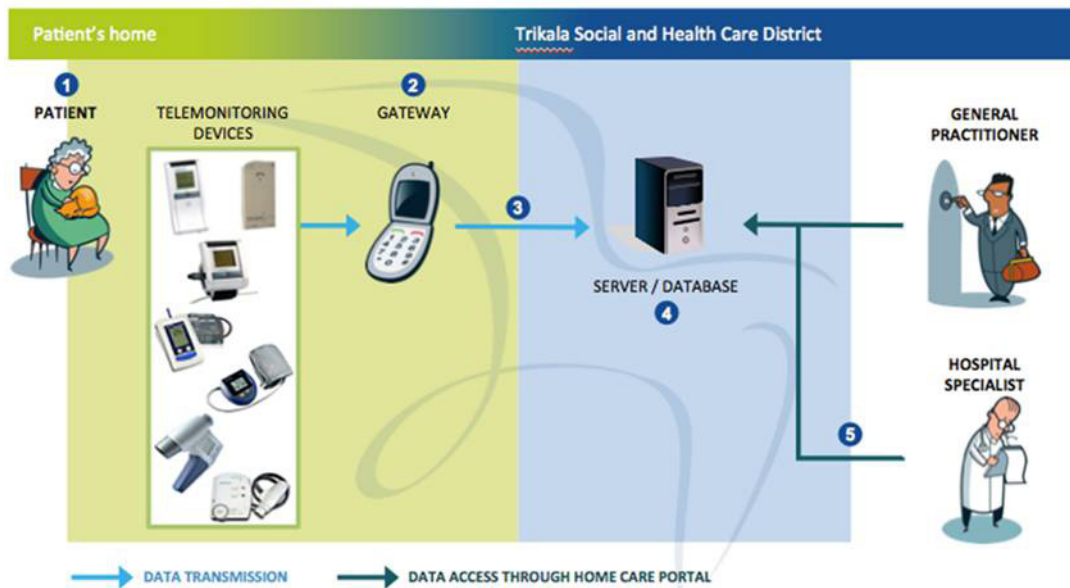 Patient's home
Trikala Social and Health Care District
1
PATIENT
TELEMONITORING
DEVICES
2
GATEWAY
3
SERVER / DATABASE
4
GENERAL
PRACTITIONER
HOSPITAL
SPECIALIST
5
DATA TRANSMISSION
DATA ACCESS THROUGH HOME CARE PORTAL